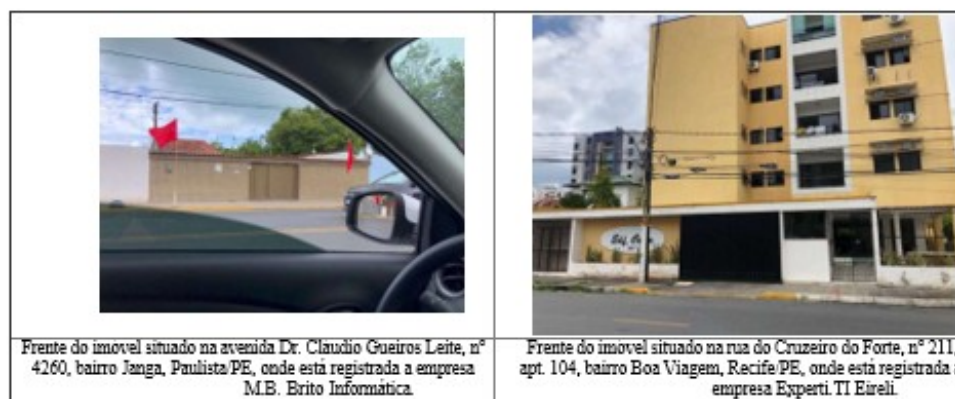 Edf.
Frente do imovel situado na avenida Dr. Claudio Gueiros Leite, nº
4260, bairro Janga, Paulista/PE, onde está registrada a empresa
M.B. Brito Informática.
Frente do imovel situado na rua do Cruzeiro do Forte, nº 211,
apt. 104, bairro Boa Viagem, Recife/PE, onde está registrada a
empresa Experti.TI Eireli.